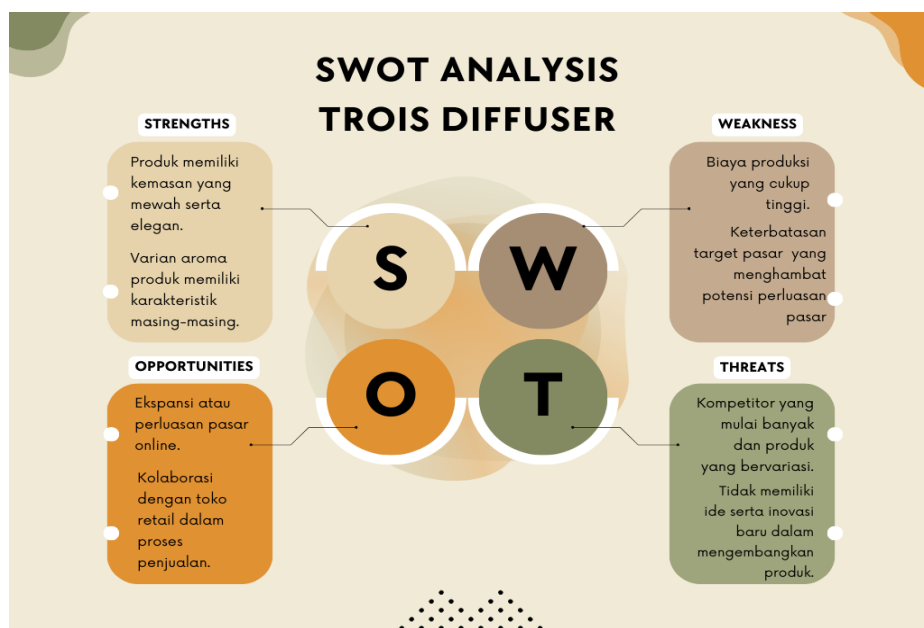 SWOT ANALYSIS
TROIS DIFFUSER
STRENGTHS
Produk memiliki
kemasan yang
mewah serta
elegan.
Varian aroma
produk memiliki
karakteristik
masing-masing.
WEAKNESS
Biaya produksi
yang cukup
tinggi.
Keterbatasan
target pasar yang
menghambat
potensi perluasan
pasar
S
W
O
T
OPPORTUNITIES
Ekspansi atau
perluasan pasar
online.
Kolaborasi
dengan toko
retail dalam
proses
penjualan.
THREATS
Kompetitor yang
mulai banyak
dan produk
yang bervariasi.
Tidak memiliki
ide serta inovasi
baru dalam
mengembangkan
produk.